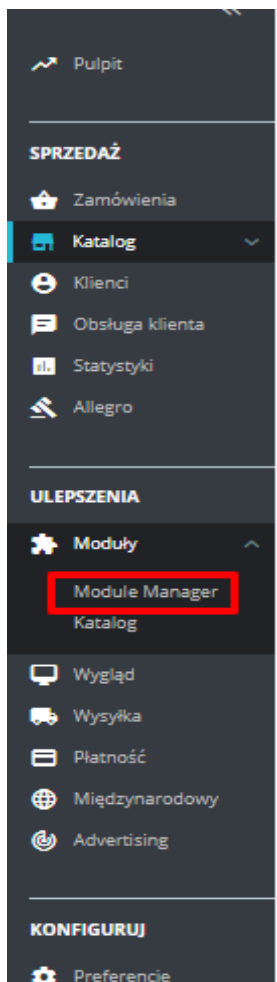 Pulpit
SPRZEDAŻ
Zamówienia
Katalog
Klienci
Obsługa klienta
Statystyki
Allegro
ULEPSZENIA
Moduły
Module Manager
Katalog
Wygląd
Wysyłka
Płatność
Międzynarodowy
Advertising
KONFIGURUJ
Preferencje